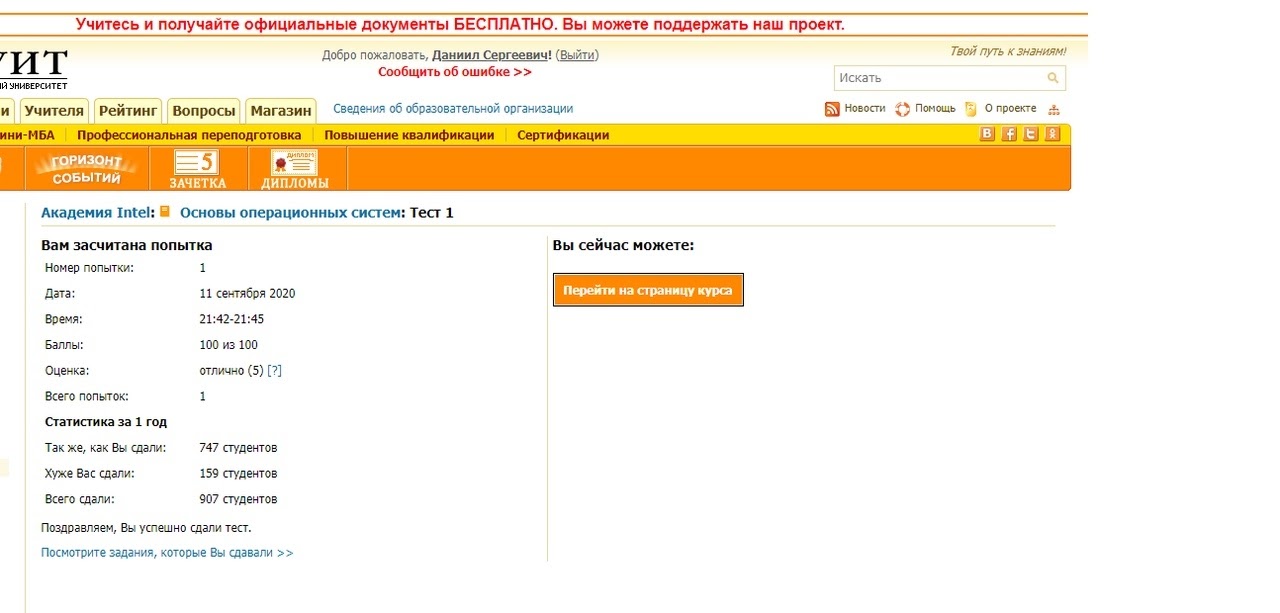 Учитесь и получайте официальные документы БЕСПЛАТНО. Вы можете поддержать наш проект.
УИТ
ИЙ УНИВЕРСИТЕТ
Добро пожаловать, Даниил Сергеевич! (Выйти)
Сообщить об ошибке >>
Твой путь к знаниям!
Искать
и Учителя Рейтинг Вопросы Магазин Сведения об образовательной организации
Новости Помощь О проекте
ини-МБА Профессиональная переподготовка Повышение квалификации Сертификации
ГОРИЗОНТ СОБЫТИЙ
5 ЗАЧЕТКА
ДИПЛОМ ДИПЛОМЫ
Академия Intel: Основы операционных систем: Тест 1
Вам засчитана попытка
Номер попытки: 1
Дата: 11 сентября 2020
Время: 21:42-21:45
Баллы: 100 из 100
Оценка: отлично (5) [?]
Всего попыток: 1
Статистика за 1 год
Так же, как Вы сдали: 747 студентов
Хуже Вас сдали: 159 студентов
Всего сдали: 907 студентов
Поздравляем, Вы успешно сдали тест.
Посмотрите задания, которые Вы сдавали >>
Вы сейчас можете:
Перейти на страницу курса